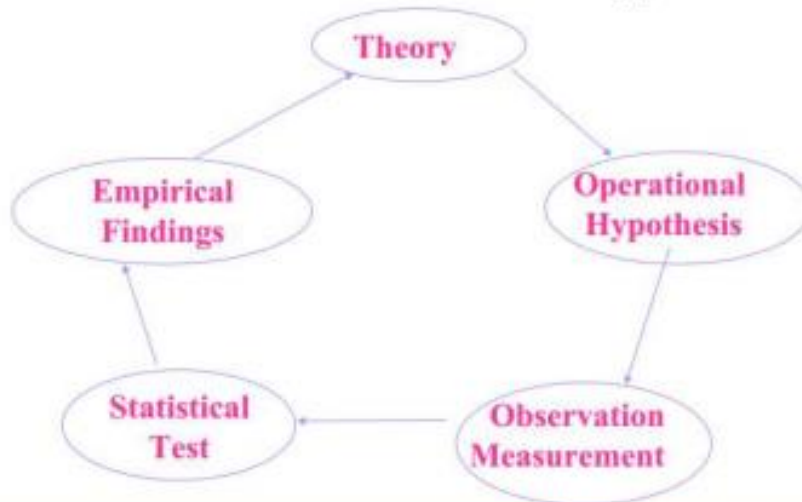 Theory
Operational
Hypothesis
Observation
Measurement
Statistical
Test
Empirical
Findings